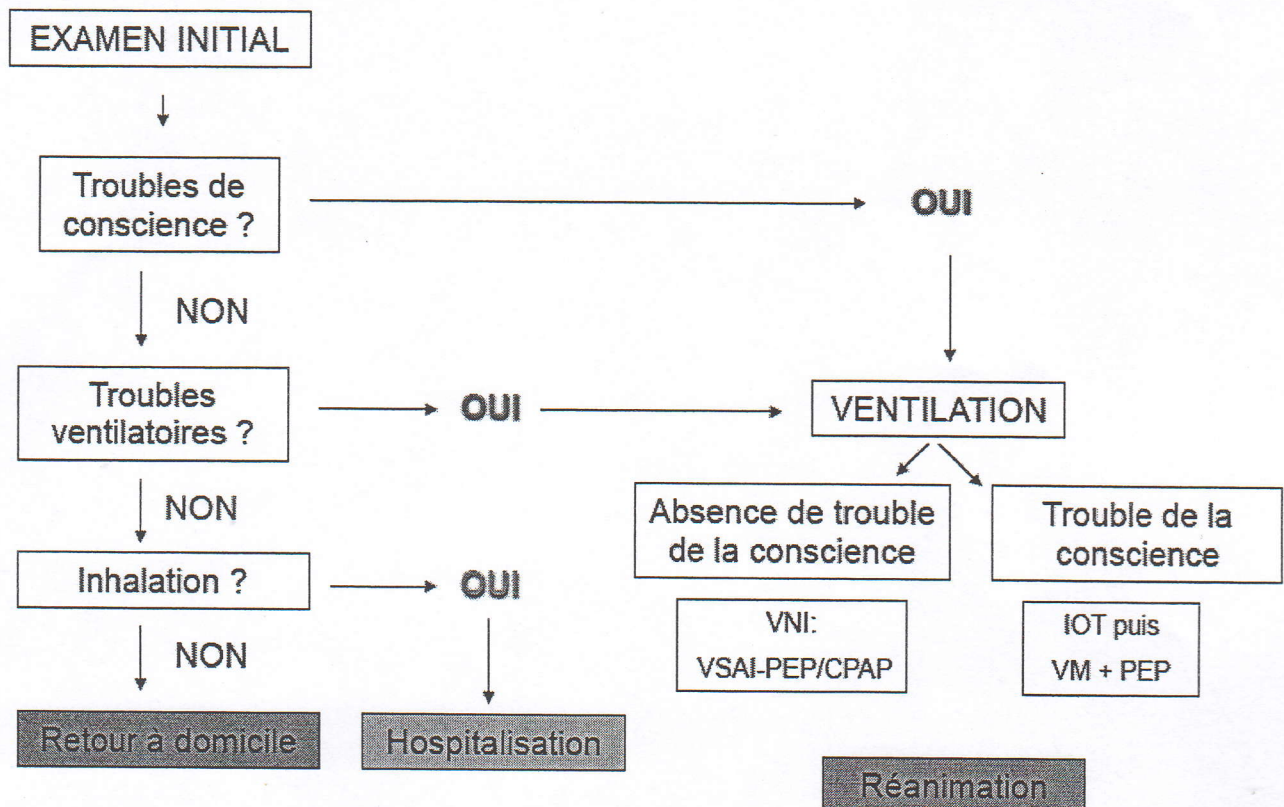 EXAMEN INITIAL
Troubles de
conscience ?
OUI
NON
Troubles
ventilatoires ?
OUI
VENTILATION
NON
Absence de trouble
de la conscience
Trouble de la
conscience
Inhalation ?
OUI
VNI:
VSAI-PEP/CPAP
IOT puis
VM + PEP
NON
Retour à domicile
Hospitalisation
Réanimation